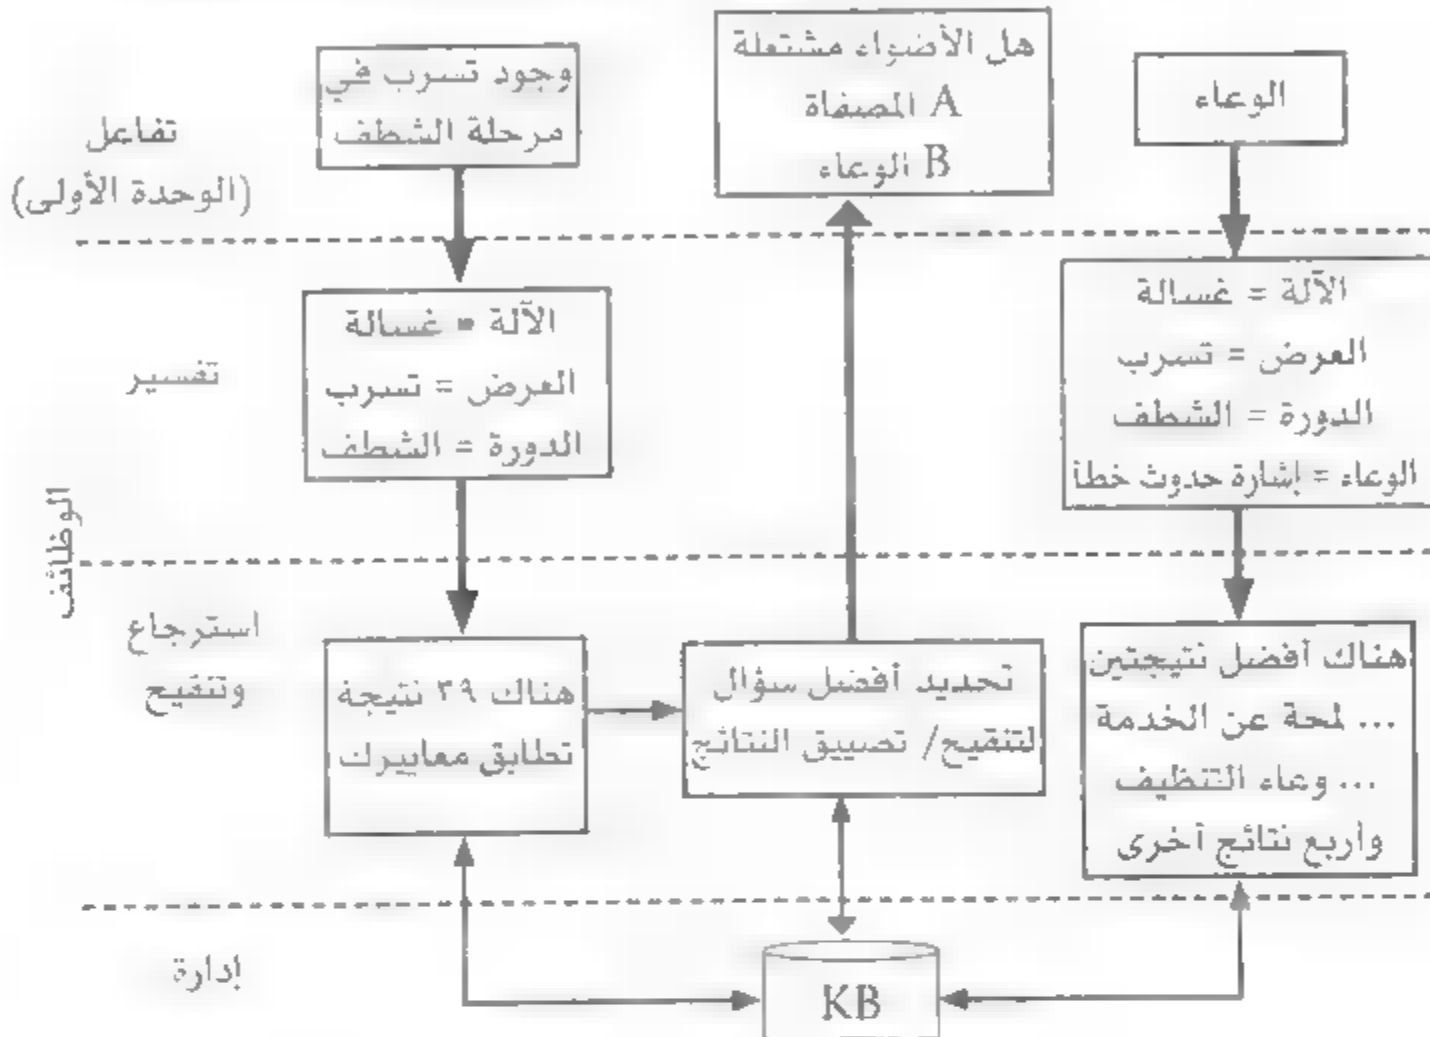 وجود تسرب في
مرحلة الشطف
هل الأضواء مشتعلة
A المصفاة
B الوعاء
الوعاء
تفاعل
(الوحدة الأولى)
الآلة = غسالة
العرض = تسرب
الدورة = الشطف
الآلة = غسالة
العرض = تسرب
الدورة = الشطف
الوعاء = إشارة حدوث خطأ
تفسير
الوظائف
استرجاع
وتنقيح
هناك ٣٩ نتيجة
تطابق معاييرك
تحديد أفضل سؤال
لتنقيح/ تضييق النتائج
هناك أفضل نتيجتين
... لمحة عن الخدمة
... وعاء التنظيف
وأربع نتائج أخرى
إدارة
KB